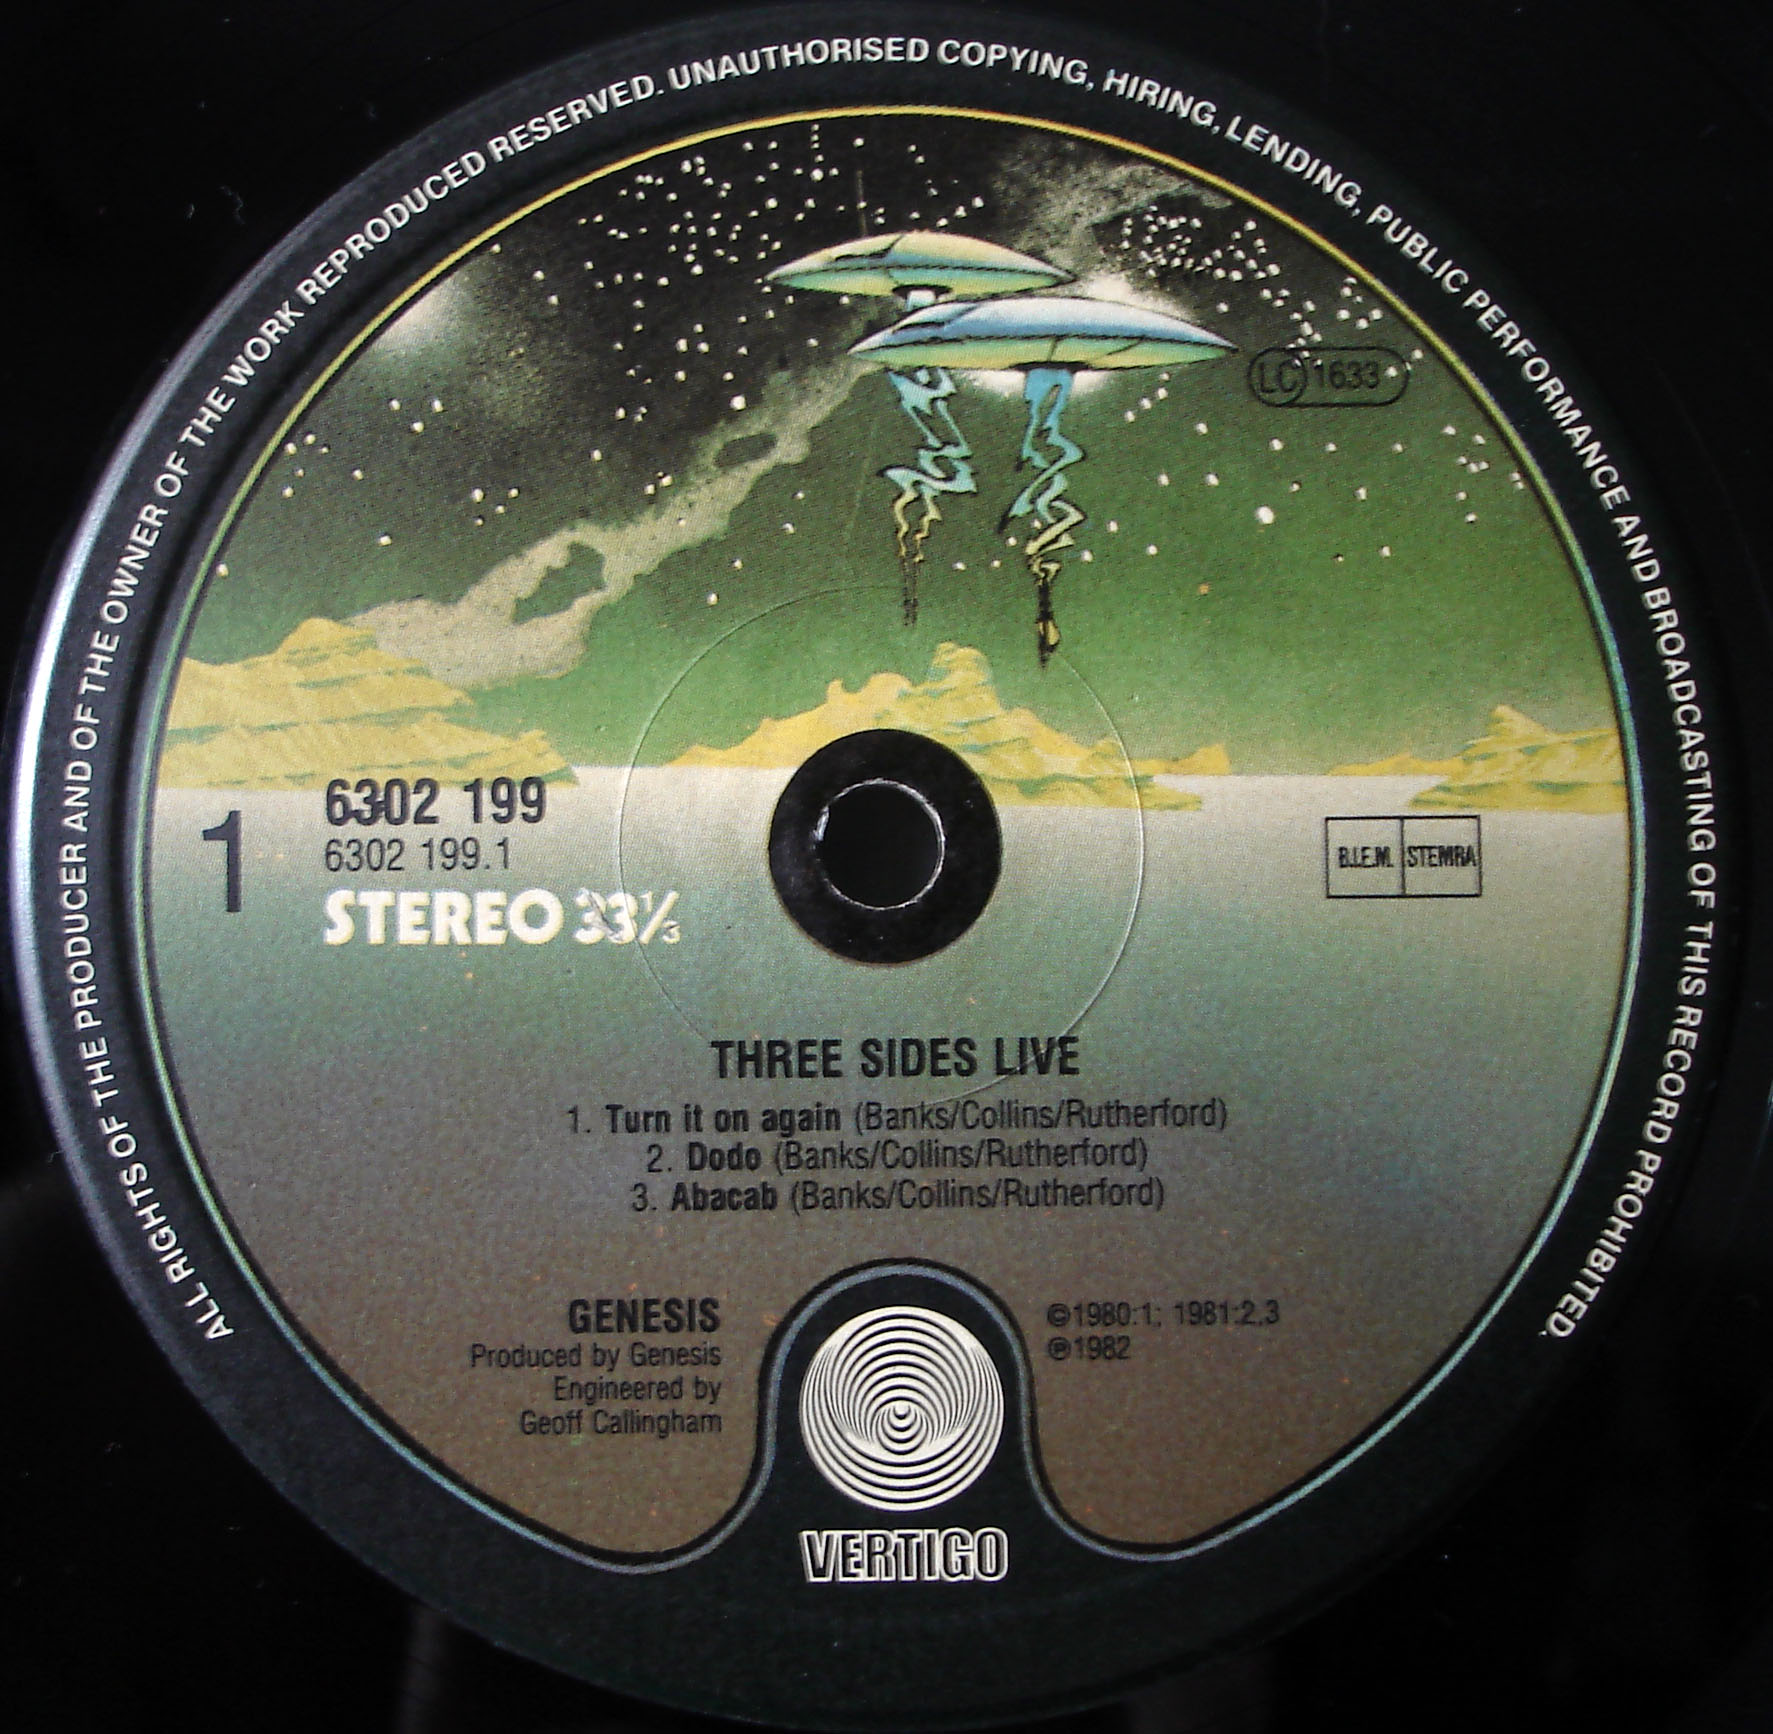 ALL RIGHTS OF THE PRODUCER AND OF THE OWNER OF THE WORK REPRODUCED RESERVED. UNAUTHORISED COPYING, HIRING, LENDING, PUBLIC PERFORMANCE AND BROADCASTING OF THIS RECORD PROHIBITED.
LC 1633
1
6302 199
6302 199.1
STEREO 33⅓
B.I.E.M. STEMRA
THREE SIDES LIVE
1. Turn it on again (Banks/Collins/Rutherford)
2. Dodo (Banks/Collins/Rutherford)
3. Abacab (Banks/Collins/Rutherford)
GENESIS
Produced by Genesis
Engineered by
Geoff Callingham
©1980:1; 1981:2,3
℗1982
VERTIGO